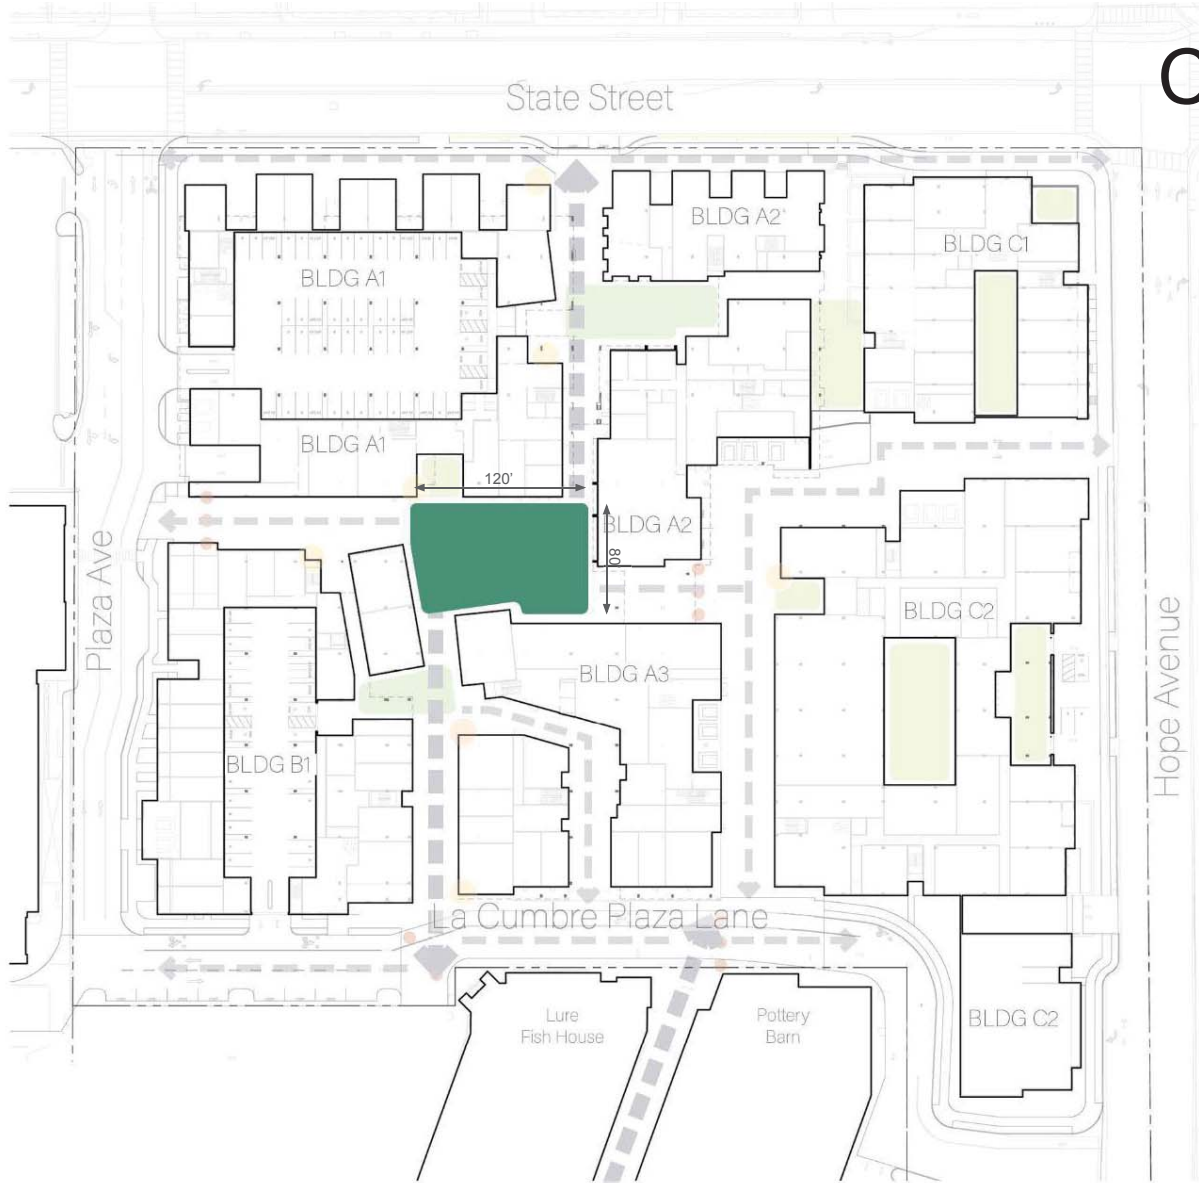 C
State Street
BLDG A2
BLDG C1
BLDG A1
BLDG A1
120'
BLDG A2
80'
Plaza Ave
BLDG C2
Hope Avenue
BLDG A3
BLDG B1
La Cumbre Plaza Lane
Lure
Fish House
Pottery
Barn
BLDG C2